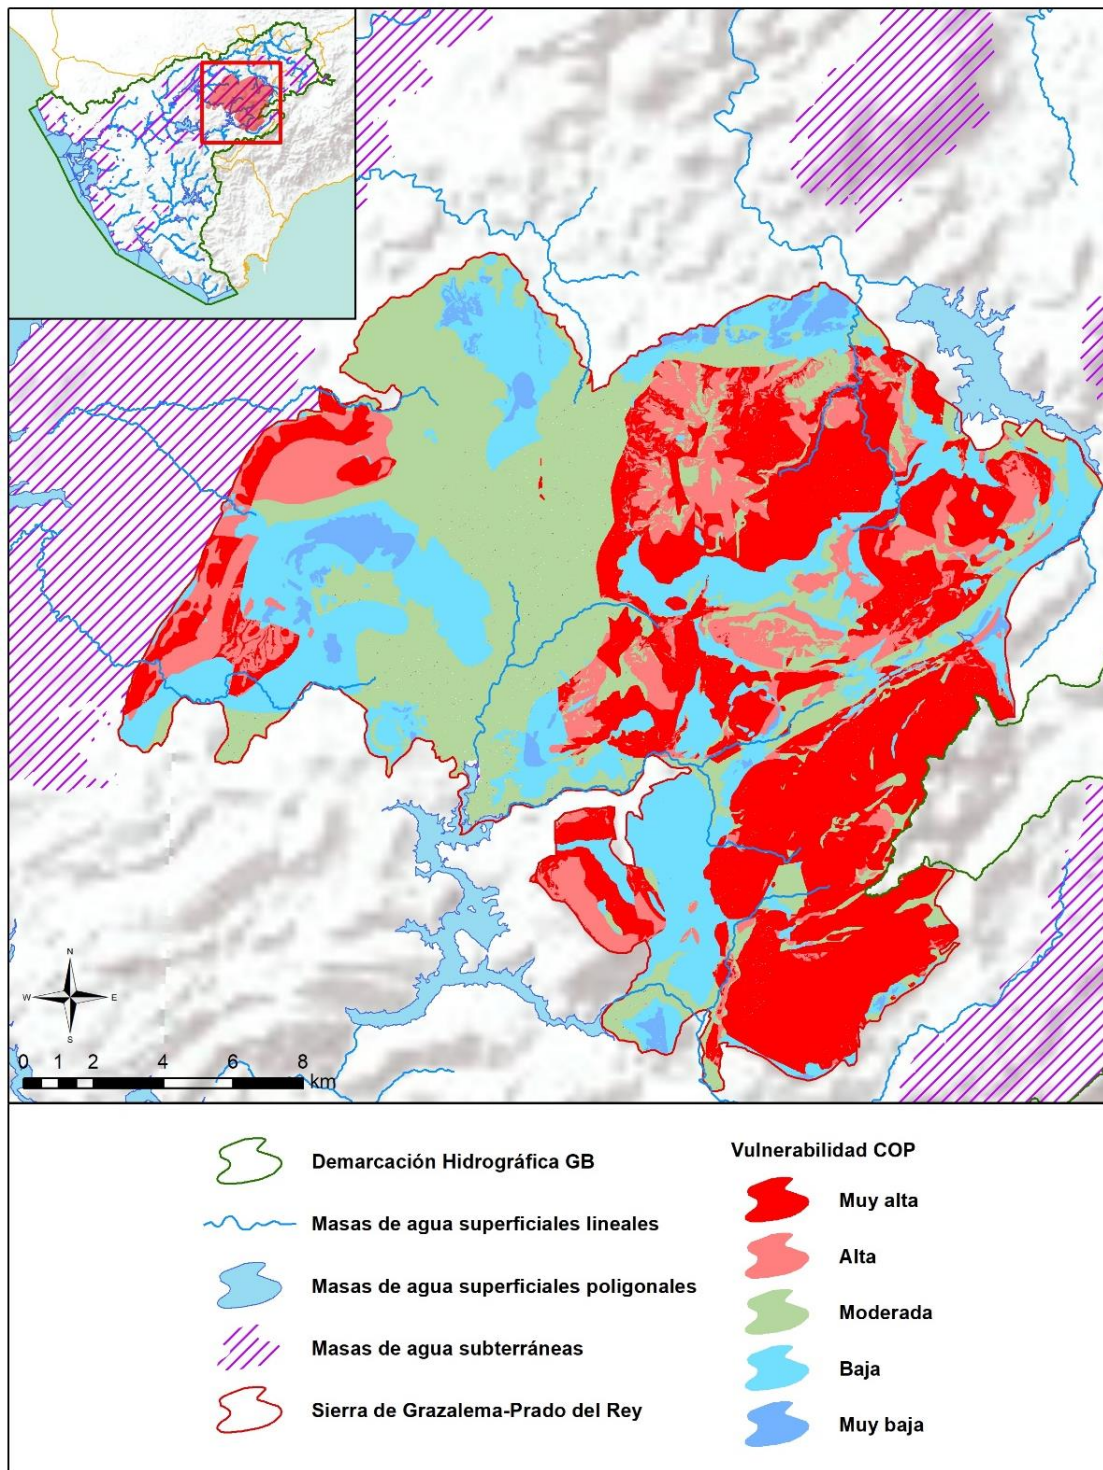 N
W
E
S
0 1 2 4 6 8
km
Demarcación Hidrográfica GB
Masas de agua superficiales lineales
Masas de agua superficiales poligonales
Masas de agua subterráneas
Sierra de Grazalema-Prado del Rey
Vulnerabilidad COP
Muy alta
Alta
Moderada
Baja
Muy baja